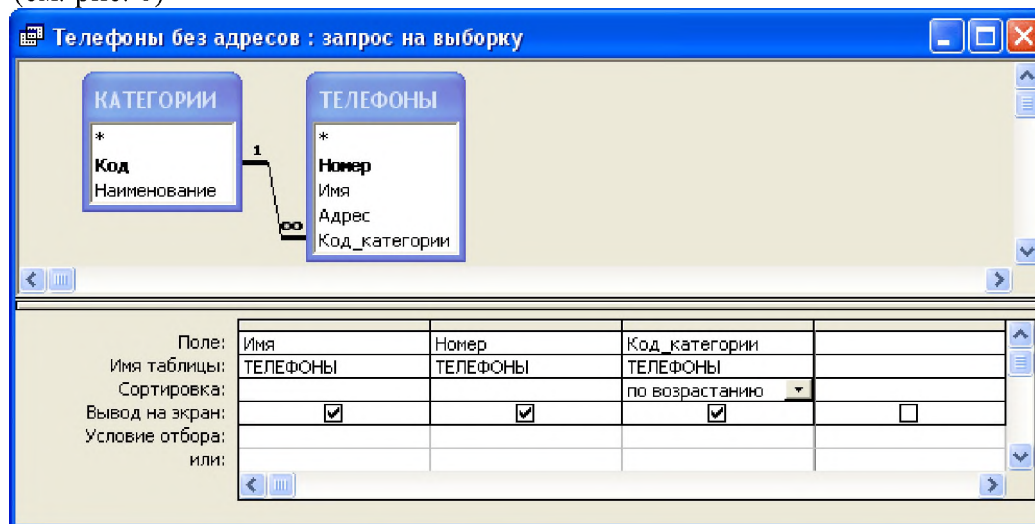 Телефоны без адресов : запрос на выборку
КАТЕГОРИИ
*
Код
Наименование
1
∞
ТЕЛЕФОНЫ
*
Номер
Имя
Адрес
Код_категории
Поле: Имя Номер Код_категории
Имя таблицы: ТЕЛЕФОНЫ ТЕЛЕФОНЫ ТЕЛЕФОНЫ
Сортировка: по возрастанию
Вывод на экран:
Условие отбора:
или: